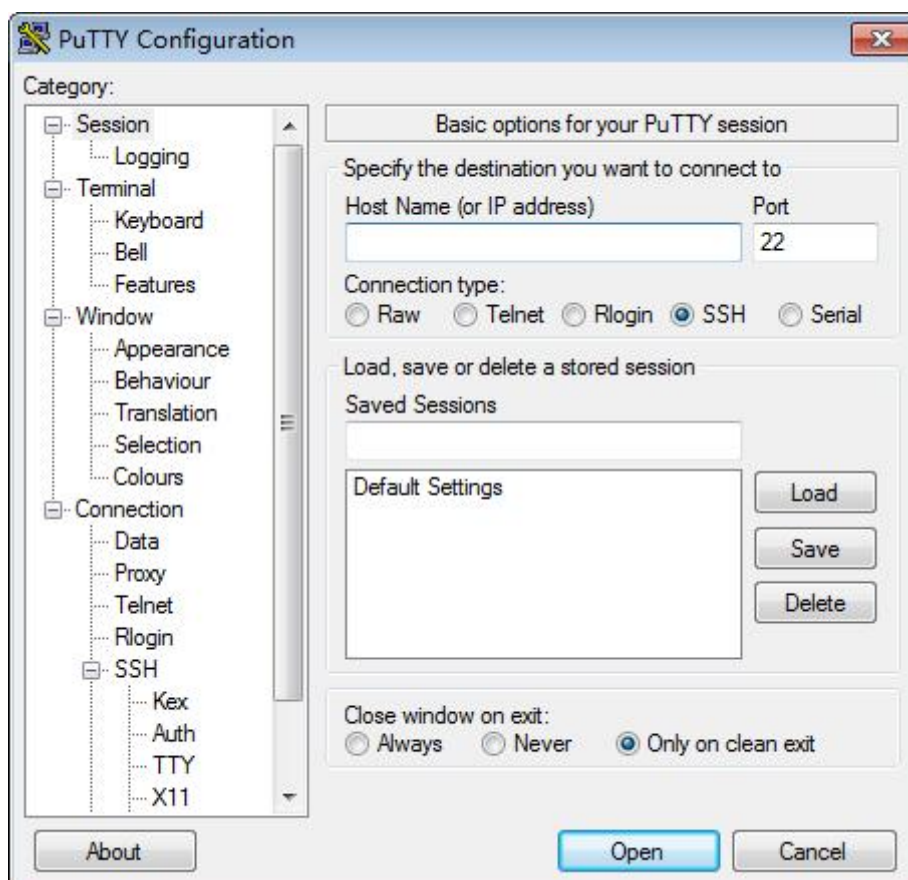 PuTTY Configuration
Category:
Session
Logging
Terminal
Keyboard
Bell
Features
Window
Appearance
Behaviour
Translation
Selection
Colours
Connection
Data
Proxy
Telnet
Rlogin
SSH
Kex
Auth
TTY
X11
Basic options for your PuTTY session
Specify the destination you want to connect to
Host Name (or IP address) Port
22
Connection type:
Raw Telnet Rlogin SSH Serial
Load, save or delete a stored session
Saved Sessions
Default Settings
Load
Save
Delete
Close window on exit:
Always Never Only on clean exit
About Open Cancel